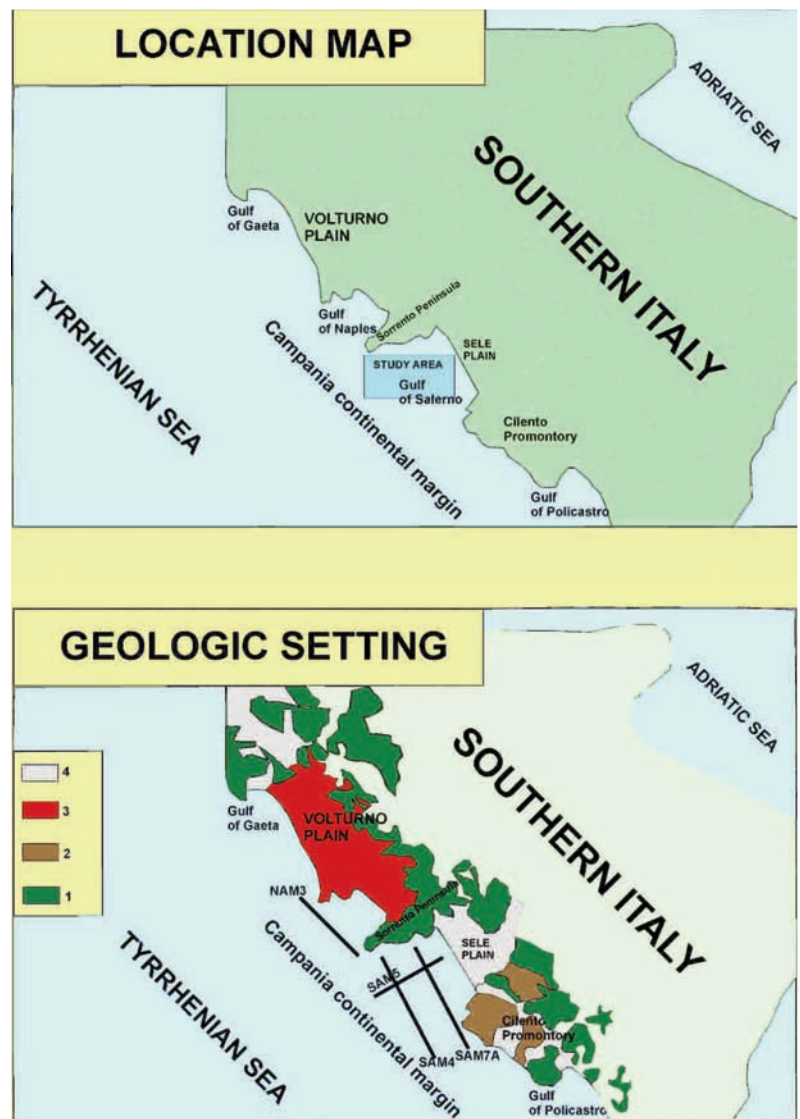 LOCATION MAP
ADRIATIC SEA
SOUTHERN ITALY
Gulf
of Gaeta
VOLTURNO
PLAIN
TYRRHENIAN SEA
Gulf
of Naples
Sorrento Peninsula
SELE
PLAIN
STUDY AREA
Gulf
of Salerno
Campania continental margin
Cilento
Promontory
Gulf
of Policastro
GEOLOGIC SETTING
ADRIATIC SEA
SOUTHERN ITALY
4
3
2
1
Gulf
of Gaeta
VOLTURNO
PLAIN
NAM3
Sorrento Peninsula
SELE
PLAIN
TYRRHENIAN SEA
Campania continental margin
SAM5
Cilento
Promontory
SAM4
SAM7A
Gulf
of Policastro